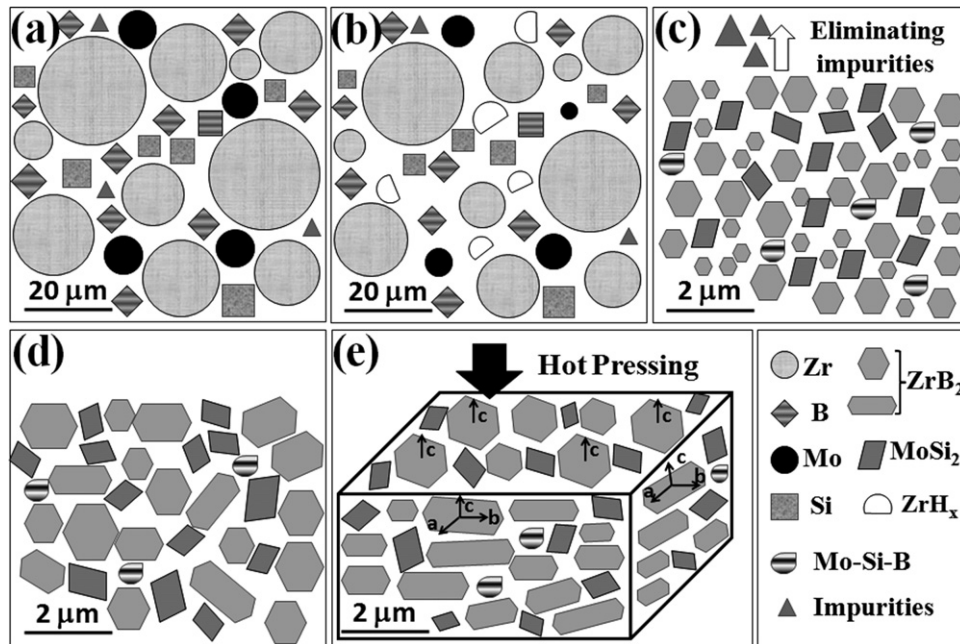 (a)
20 μm
(b)
20 μm
(c)
Eliminating
impurities
2 μm
(d)
2 μm
(e)
Hot Pressing
c
c
c
c
c
a
b
c
a
b
2 μm
Zr
ZrB₂
B
Mo
MoSi₂
Si
ZrHₓ
Mo-Si-B
Impurities